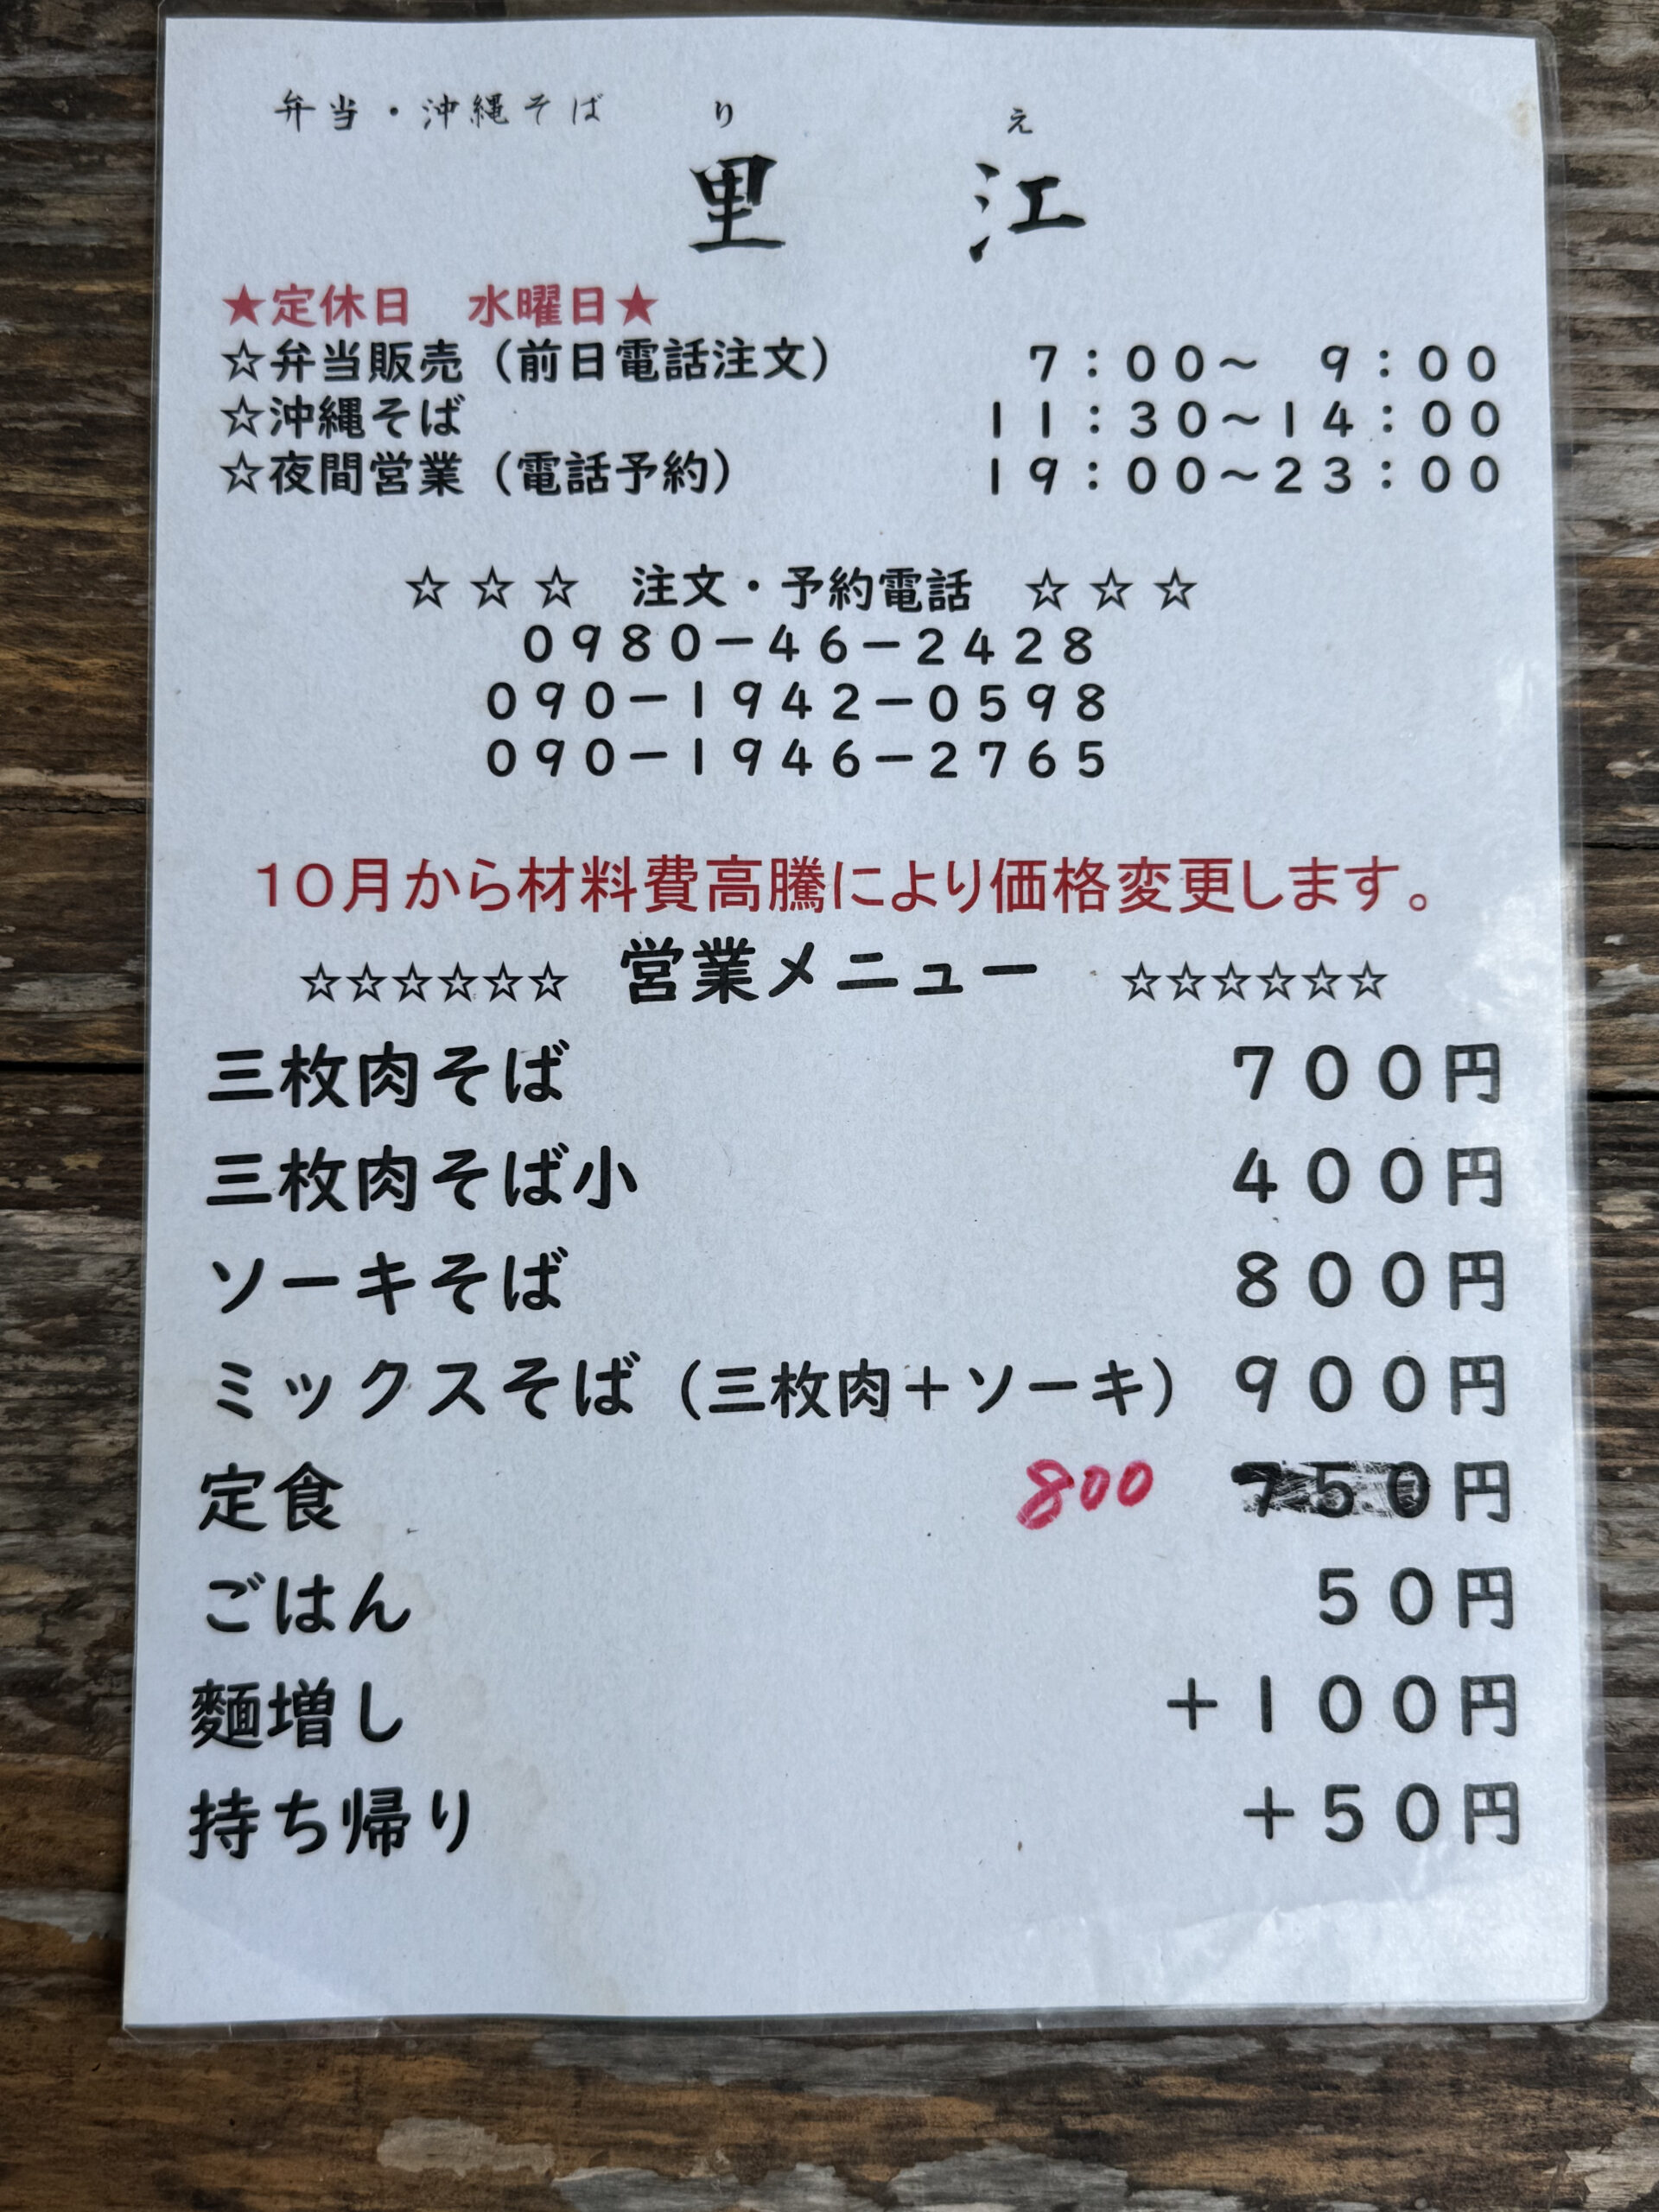 弁当・沖縄そば り え
里 江
★定休日 水曜日★
☆弁当販売（前日電話注文） 7：00～ 9：00
☆沖縄そば 11：30～14：00
☆夜間営業（電話予約） 19：00～23：00
☆☆☆ 注文・予約電話 ☆☆☆
0980－46－2428
090－1942－0598
090－1946－2765
10月から材料費高騰により価格変更します。
☆☆☆☆☆☆ 営業メニュー ☆☆☆☆☆☆
三枚肉そば 700円
三枚肉そば小 400円
ソーキそば 800円
ミックスそば（三枚肉＋ソーキ） 900円
定食 800 750円
ごはん 50円
麺増し ＋100円
持ち帰り ＋50円